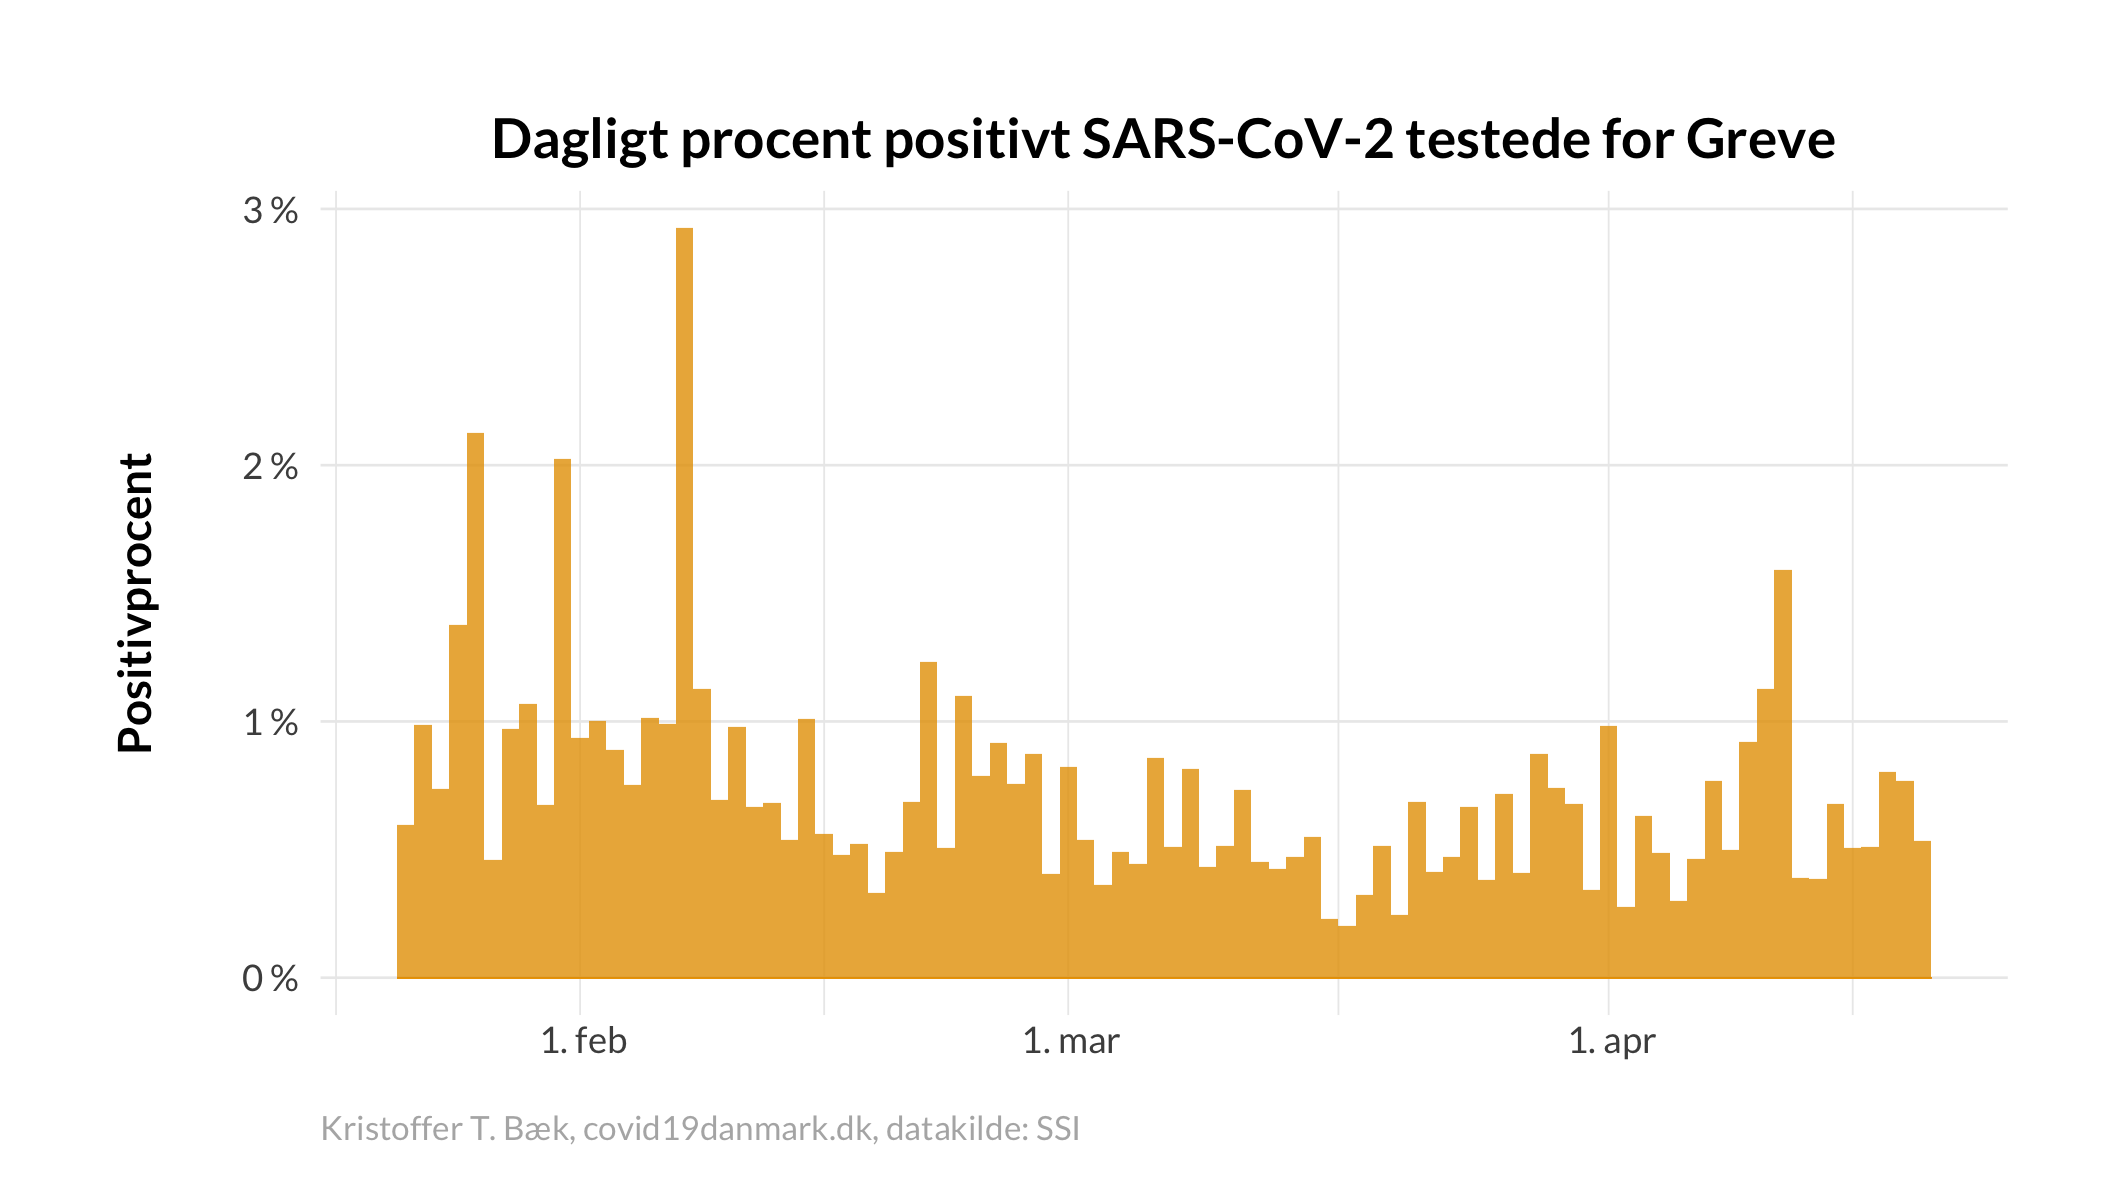 Dagligt procent positivt SARS-CoV-2 testede for Greve
Positivprocent
3 %
2 %
1 %
0 %
1. feb
1. mar
1. apr
Kristoffer T. Bæk, covid19danmark.dk, datakilde: SSI